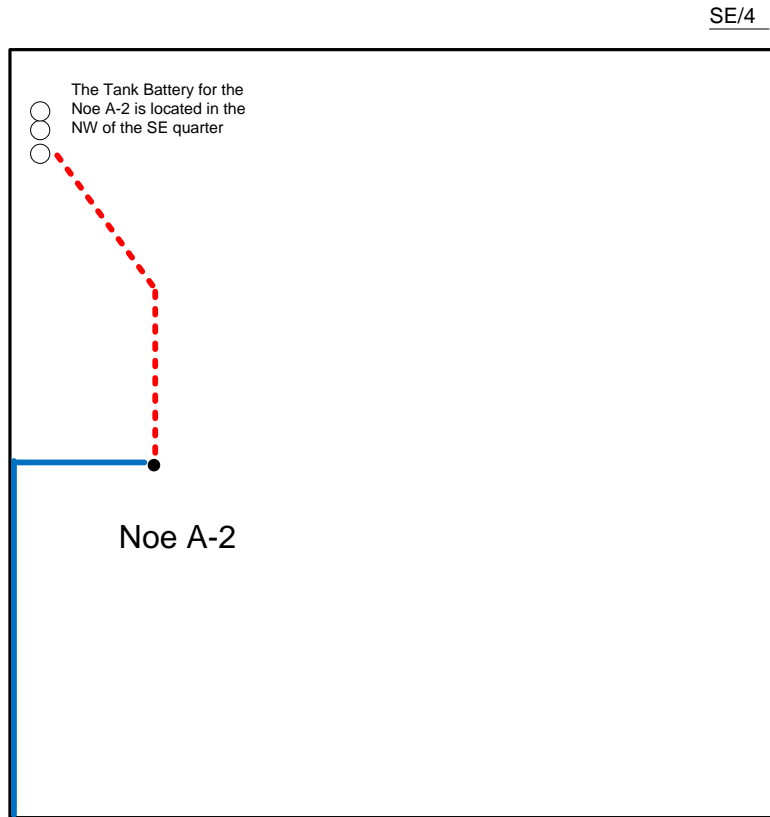 SE/4
The Tank Battery for the
Noe A-2 is located in the
NW of the SE quarter
Noe A-2